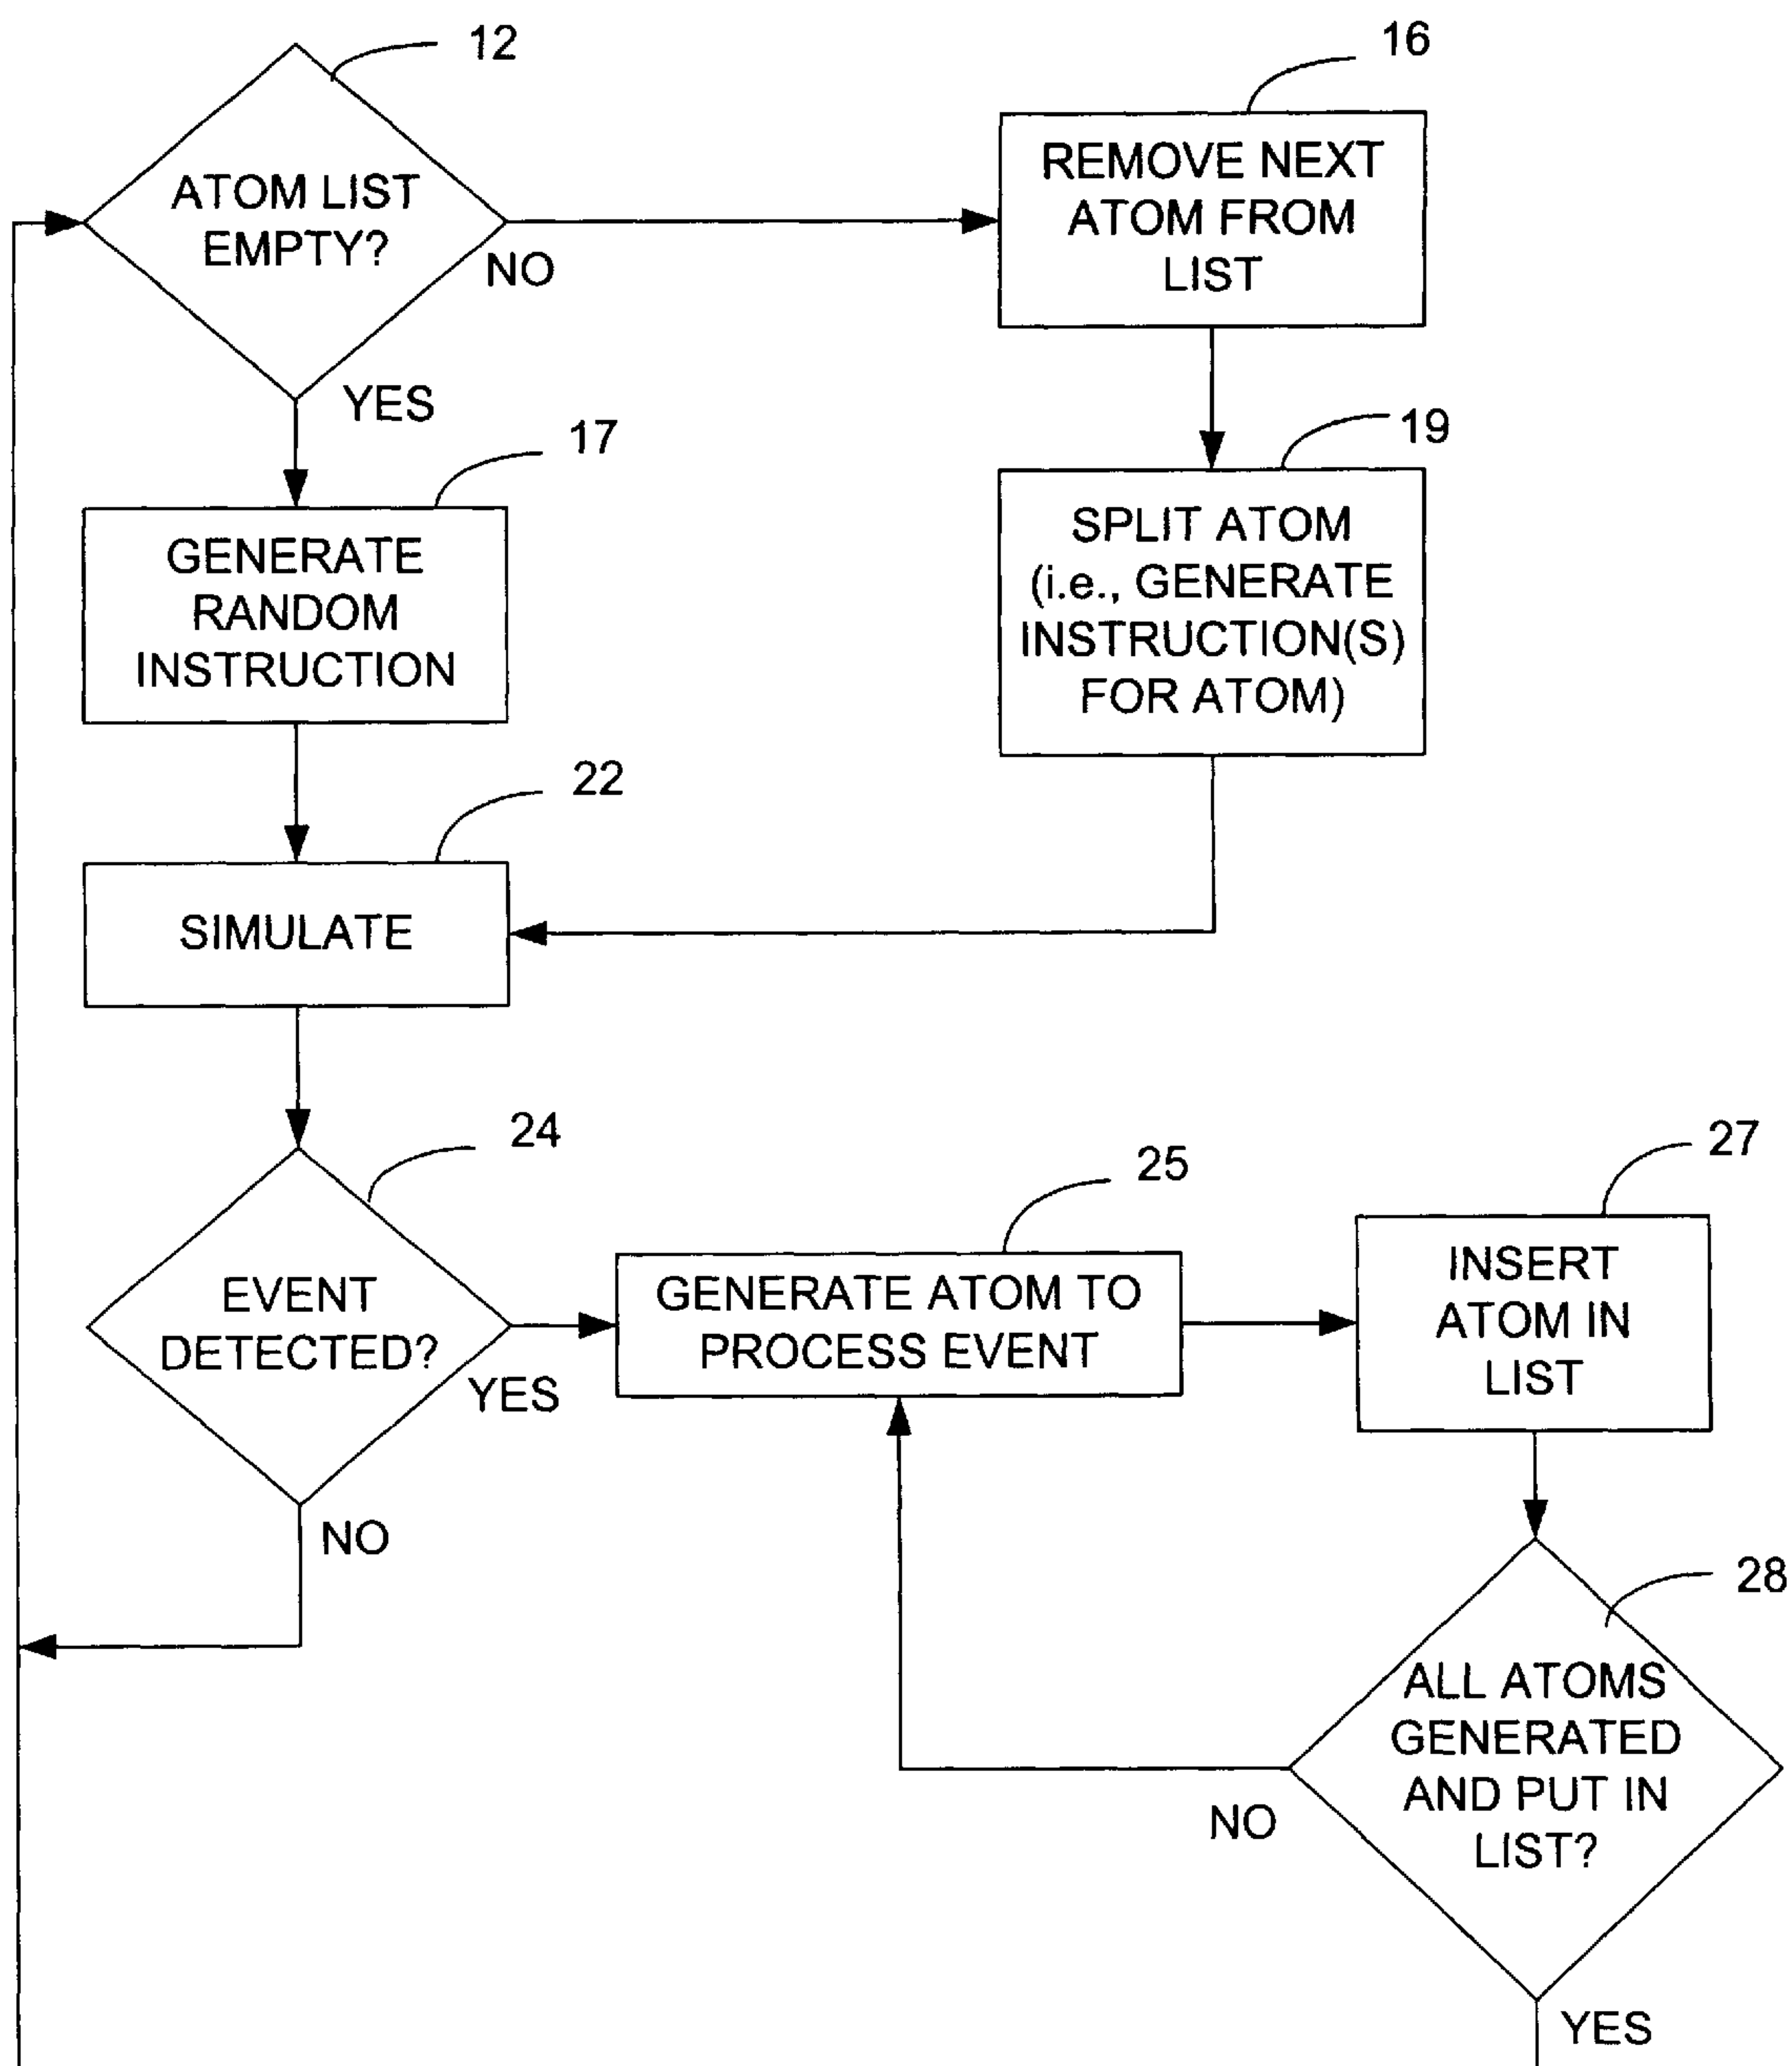 12
ATOM LIST
EMPTY?
NO
YES
16
REMOVE NEXT
ATOM FROM
LIST
17
GENERATE
RANDOM
INSTRUCTION
19
SPLIT ATOM
(i.e., GENERATE
INSTRUCTION(S)
FOR ATOM)
22
SIMULATE
24
EVENT
DETECTED?
YES
NO
25
GENERATE ATOM TO
PROCESS EVENT
27
INSERT
ATOM IN
LIST
28
ALL ATOMS
GENERATED
AND PUT IN
LIST?
NO
YES